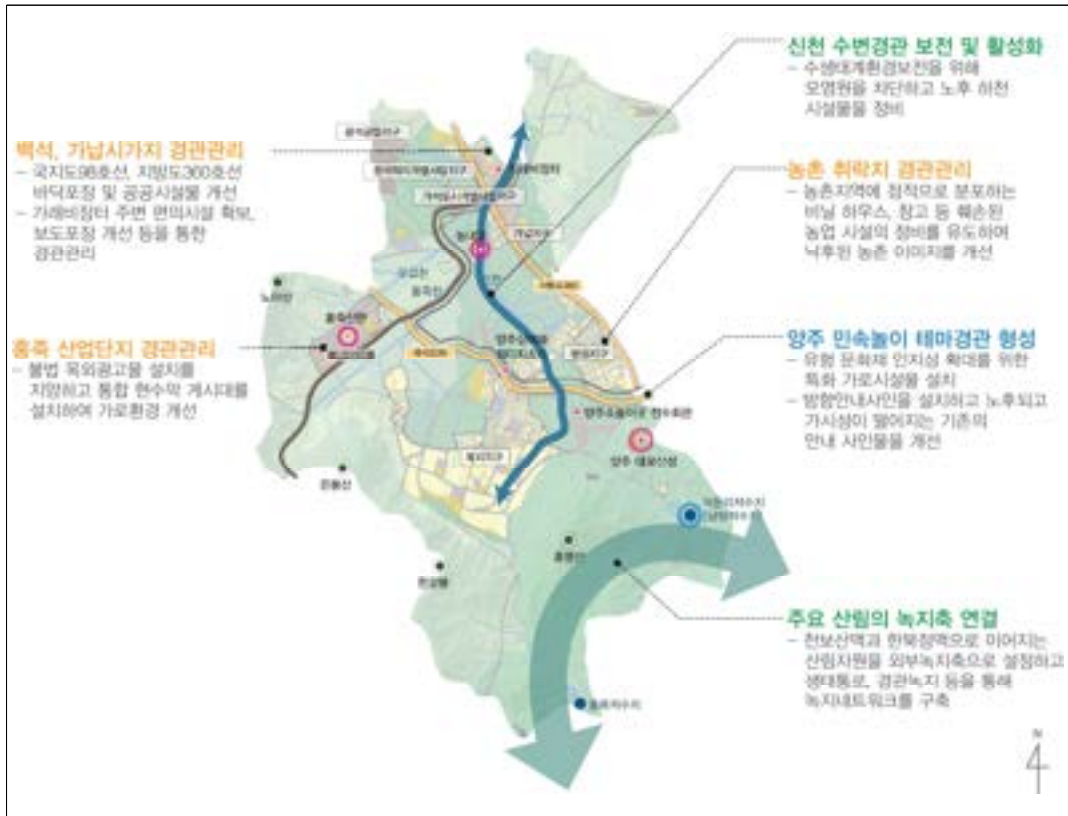 신천 수변경관 보전 및 활성화
- 수생태계환경보전을 위해
오염원을 차단하고 노후 하천
시설물을 정비
백석, 가납시가지 경관관리
- 국지도98호선, 지방도360호선
바닥포장 및 공공시설물 개선
- 가래비장터 주변 편의시설 확보,
보도포장 개선 등을 통한
경관관리
농촌 취락지 경관관리
- 농촌지역에 점적으로 분포하는
비닐 하우스, 창고 등 훼손된
농업 시설의 정비를 유도하여
낙후된 농촌 이미지를 개선
홍죽 산업단지 경관관리
- 불법 옥외광고물 설치를
지양하고 통합 현수막 게시대를
설치하여 가로환경 개선
양주 민속놀이 테마경관 형성
- 유형 문화재 인지성 확대를 위한
특화 가로시설물 설치
- 방향안내사인을 설치하고 노후되고
가시성이 떨어지는 기존의
안내 사인물을 개선
양주 대모산성
은봉산
홍복산
한강봉
홍복저수지
주요 산림의 녹지축 연결
- 천보산맥과 한북정맥으로 이어지는
산림자원을 외부녹지축으로 설정하고
생태통로, 경관녹지 등을 통해
녹지네트워크를 구축
N